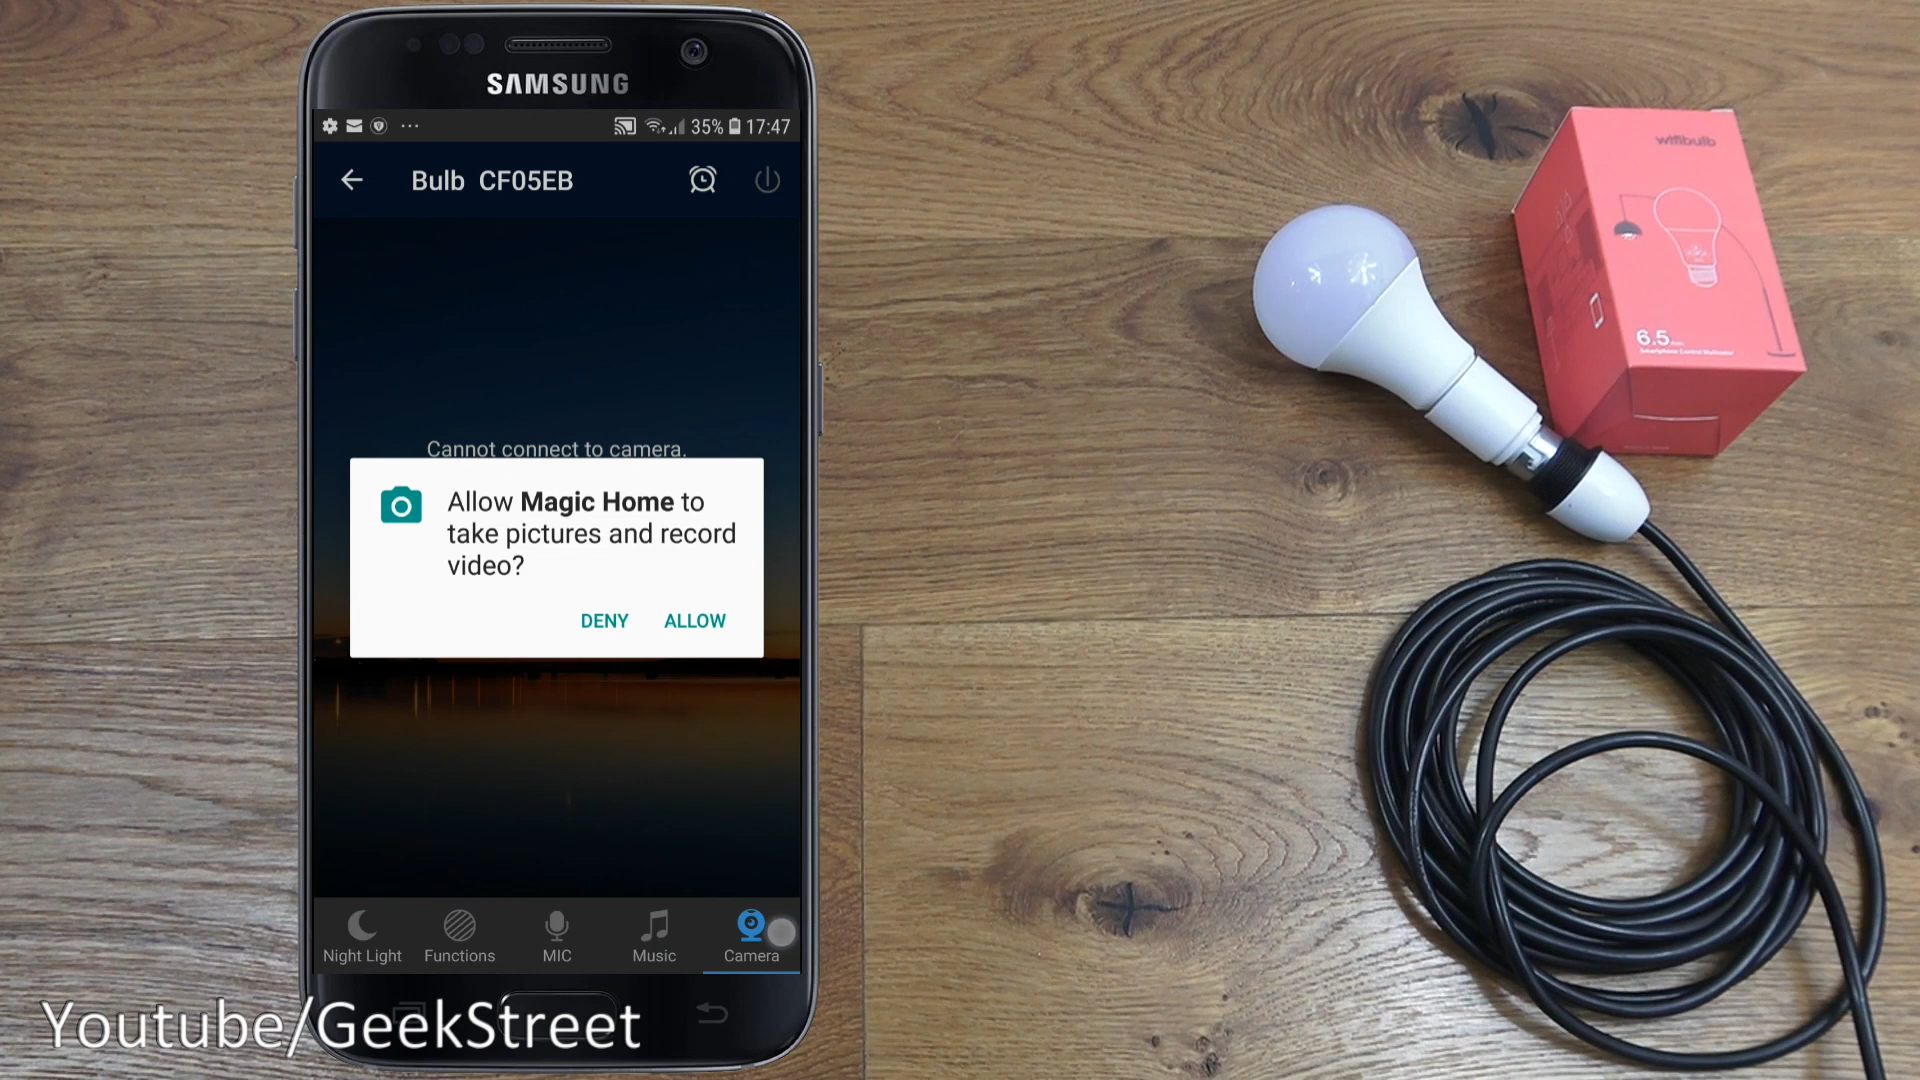 SAMSUNG
35% 17:47
Bulb CF05EB
Cannot connect to camera.
Allow Magic Home to
take pictures and record
video?
DENY ALLOW
Night Light Functions MIC Music Camera
wifibulb
6.5
Youtube/GeekStreet